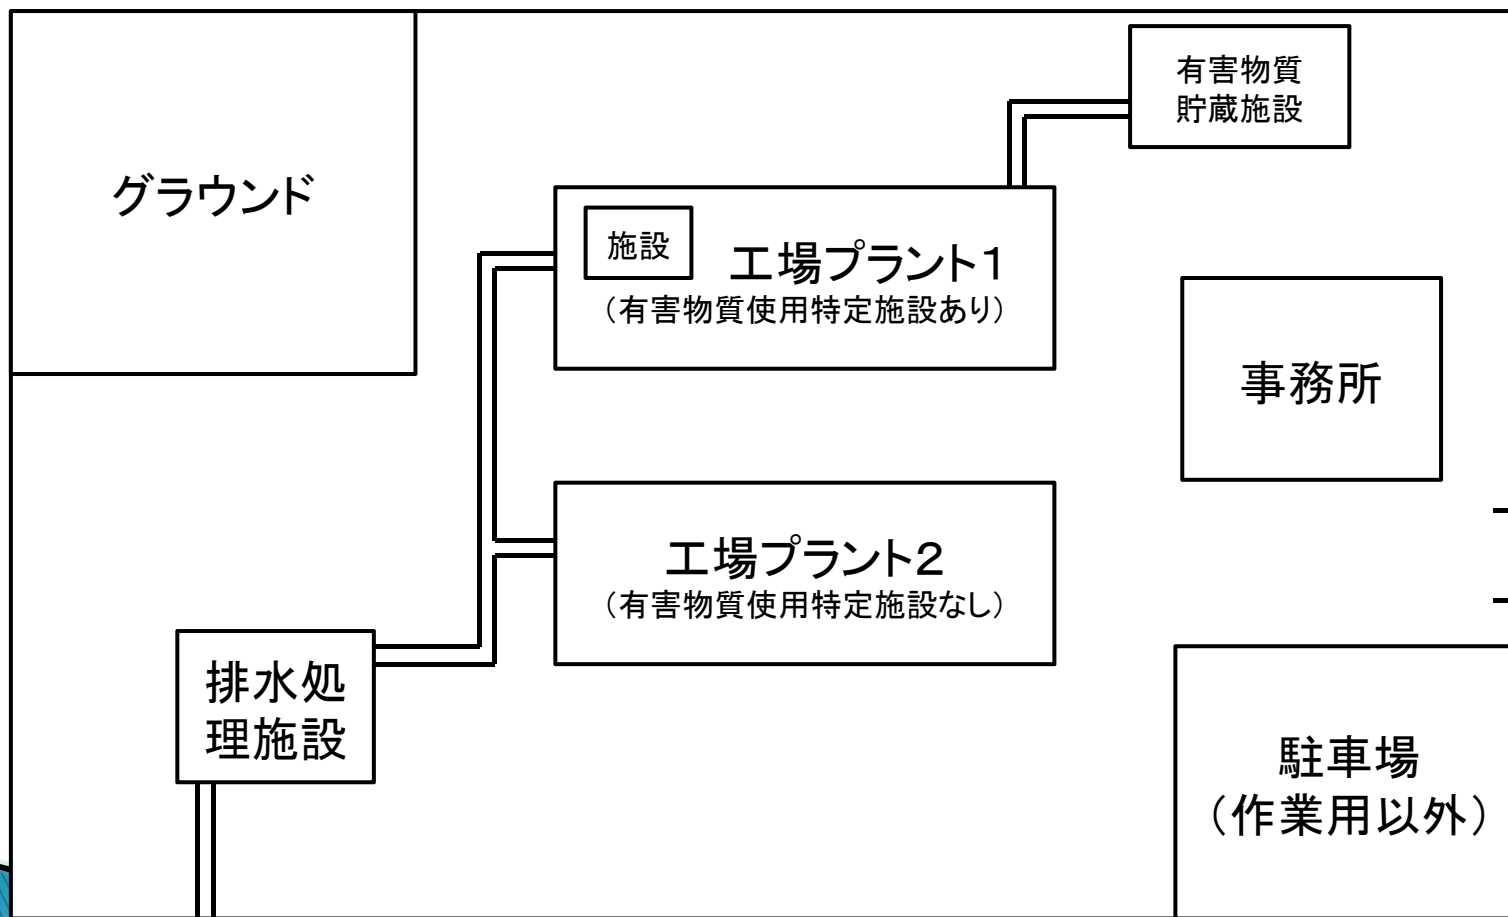 有害物質
貯蔵施設
グラウンド
施設
工場プラント1
（有害物質使用特定施設あり）
事務所
工場プラント2
（有害物質使用特定施設なし）
排水処
理施設
駐車場
（作業用以外）